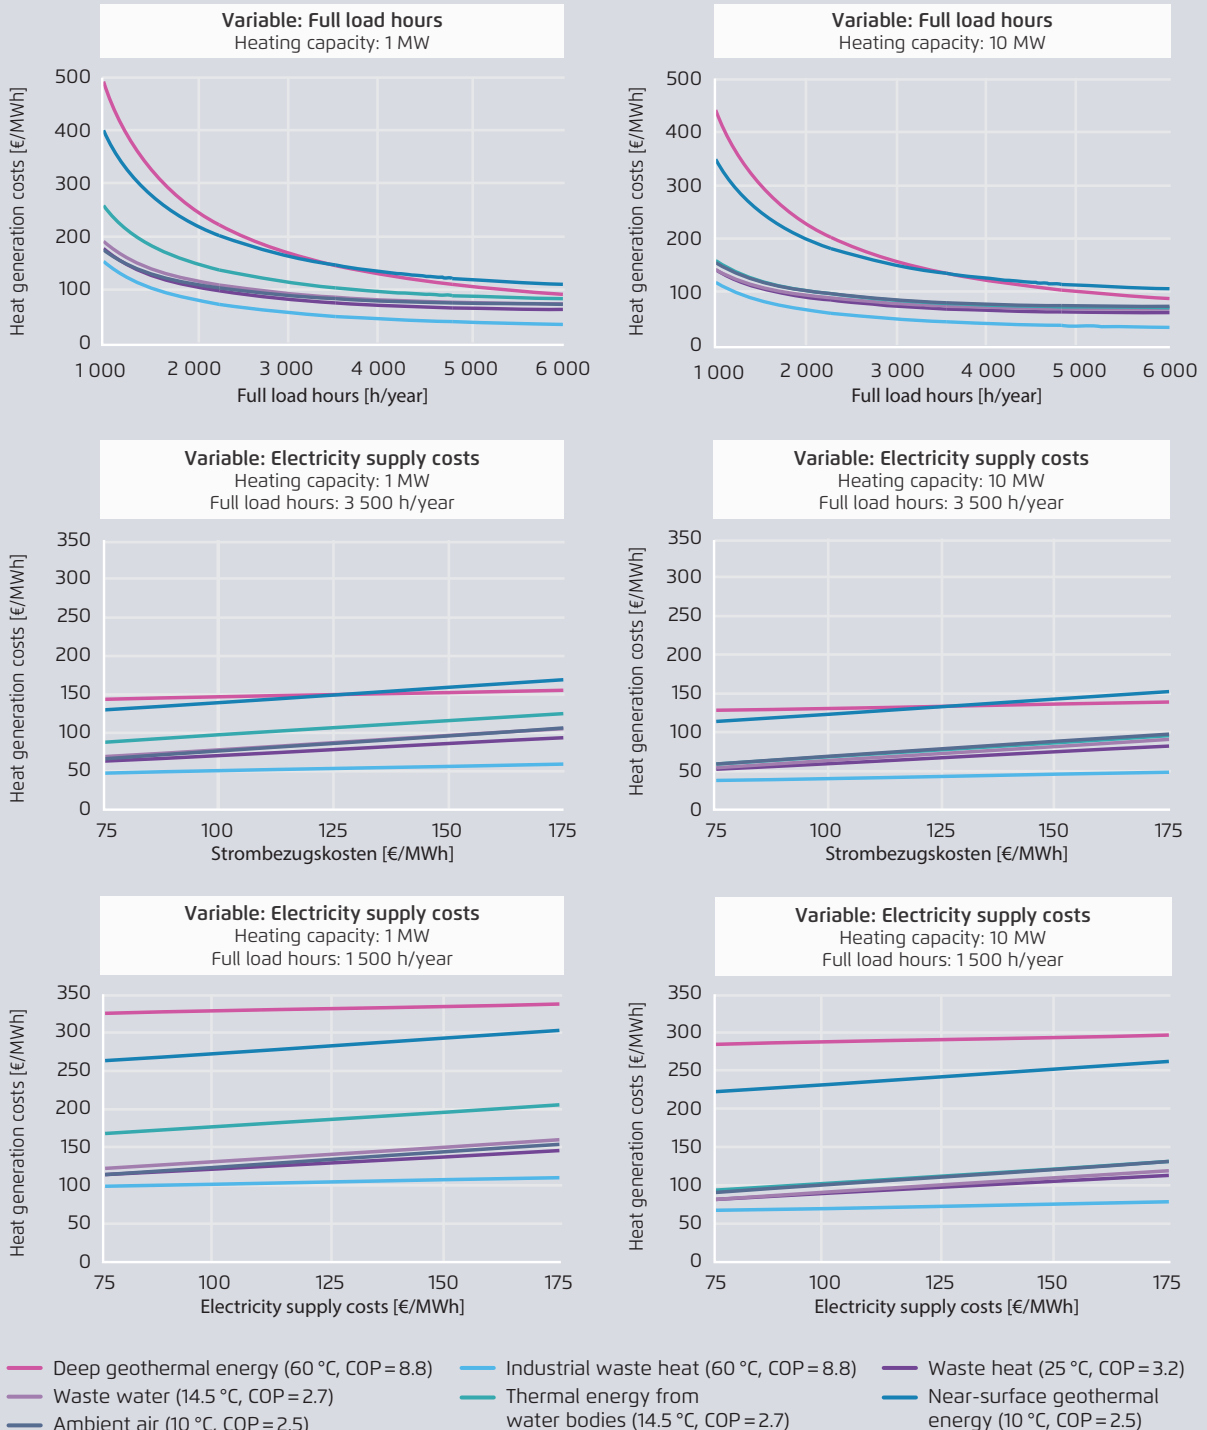 Variable: Full load hours
Heating capacity: 1 MW
Heat generation costs [€/MWh]
500
400
300
200
100
0
1 000 2 000 3 000 4 000 5 000 6 000
Full load hours [h/year]
Variable: Full load hours
Heating capacity: 10 MW
Heat generation costs [€/MWh]
500
400
300
200
100
0
1 000 2 000 3 000 4 000 5 000 6 000
Full load hours [h/year]
Variable: Electricity supply costs
Heating capacity: 1 MW
Full load hours: 3 500 h/year
Heat generation costs [€/MWh]
350
300
250
200
150
100
50
0
75 100 125 150 175
Strombezugskosten [€/MWh]
Variable: Electricity supply costs
Heating capacity: 10 MW
Full load hours: 3 500 h/year
Heat generation costs [€/MWh]
350
300
250
200
150
100
50
0
75 100 125 150 175
Strombezugskosten [€/MWh]
Variable: Electricity supply costs
Heating capacity: 1 MW
Full load hours: 1 500 h/year
Heat generation costs [€/MWh]
350
300
250
200
150
100
50
0
75 100 125 150 175
Electricity supply costs [€/MWh]
Variable: Electricity supply costs
Heating capacity: 10 MW
Full load hours: 1 500 h/year
Heat generation costs [€/MWh]
350
300
250
200
150
100
50
0
75 100 125 150 175
Electricity supply costs [€/MWh]
Deep geothermal energy (60 °C, COP = 8.8)
Waste water (14.5 °C, COP = 2.7)
Ambient air (10 °C, COP = 2.5)
Industrial waste heat (60 °C, COP = 8.8)
Thermal energy from
water bodies (14.5 °C, COP = 2.7)
Waste heat (25 °C, COP = 3.2)
Near-surface geothermal
energy (10 °C, COP = 2.5)